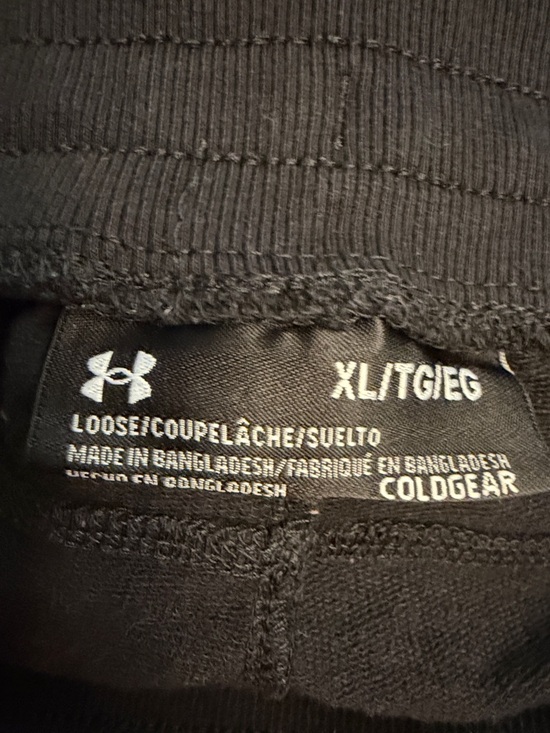 XL/TG/EG
LOOSE/COUPELÂCHE/SUELTO
MADE IN BANGLADESH/FABRIQUÉ EN BANGLADESH
HECHO EN BANGLADESH
COLDGEAR